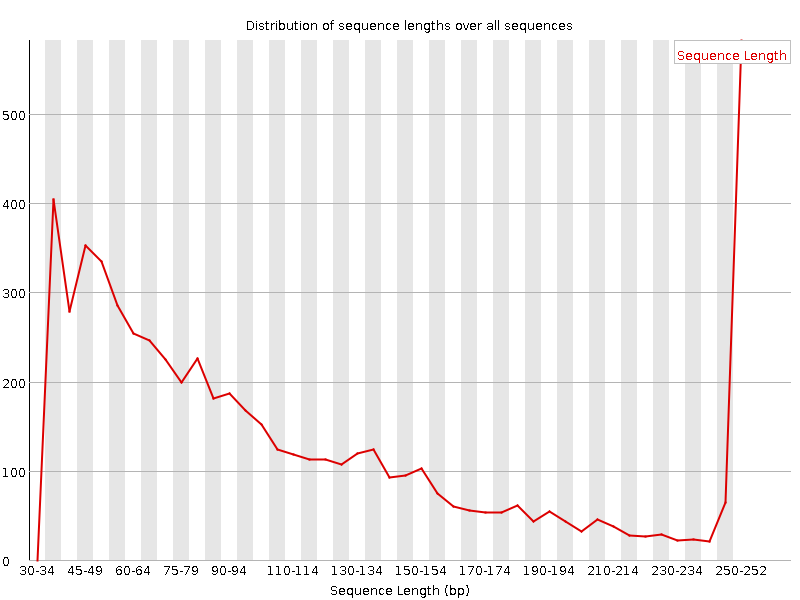 Distribution of sequence lengths over all sequences
Sequence Length
500
400
300
200
100
0
30-34 45-49 60-64 75-79 90-94 110-114 130-134 150-154 170-174 190-194 210-214 230-234 250-252
Sequence Length (bp)